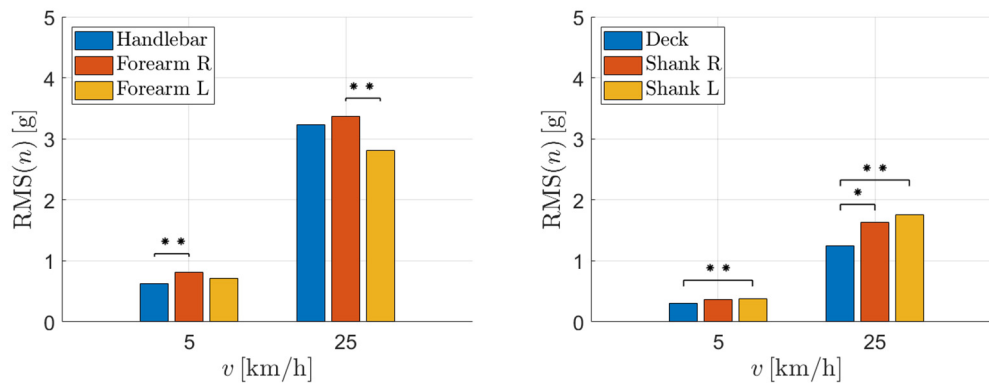 5
4
3
2
1
0
RMS(n) [g]
Handlebar
Forearm R
Forearm L
* *
* *
5
25
v [km/h]
5
4
3
2
1
0
RMS(n) [g]
Deck
Shank R
Shank L
* *
* *
*
5
25
v [km/h]